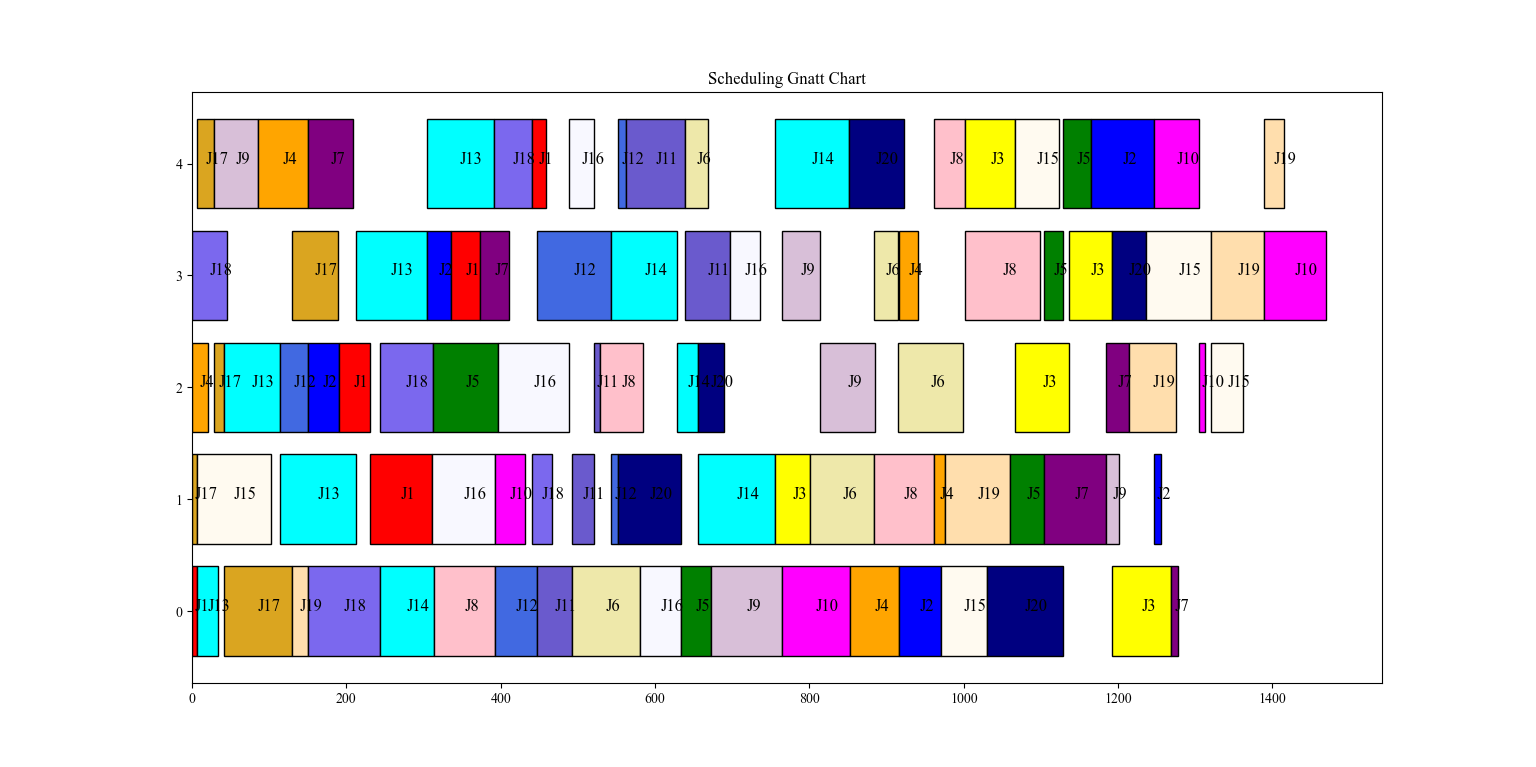 Scheduling Gnatt Chart
4 J17 J9 J4 J7 J13 J18 J1 J16 J12 J11 J6 J14 J20 J8 J3 J15 J5 J2 J10 J19
3 J18 J17 J13 J2 J1 J7 J12 J14 J11 J16 J9 J6 J4 J8 J5 J3 J20 J15 J19 J10
2 J4 J17 J13 J12 J2 J1 J18 J5 J16 J11 J8 J14 J20 J9 J6 J3 J7 J19 J10 J15
1 J17 J15 J13 J1 J16 J10 J18 J11 J12 J20 J14 J3 J6 J8 J4 J19 J5 J7 J9 J2
0 J1 J13 J17 J19 J18 J14 J8 J12 J11 J6 J16 J5 J9 J10 J4 J2 J15 J20 J3 J7
0 200 400 600 800 1000 1200 1400